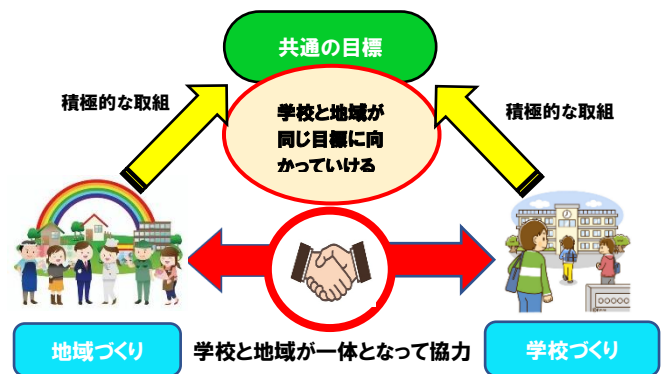 共通の目標
積極的な取組
積極的な取組
学校と地域が
同じ目標に向
かっていける
地域づくり
学校と地域が一体となって協力
学校づくり